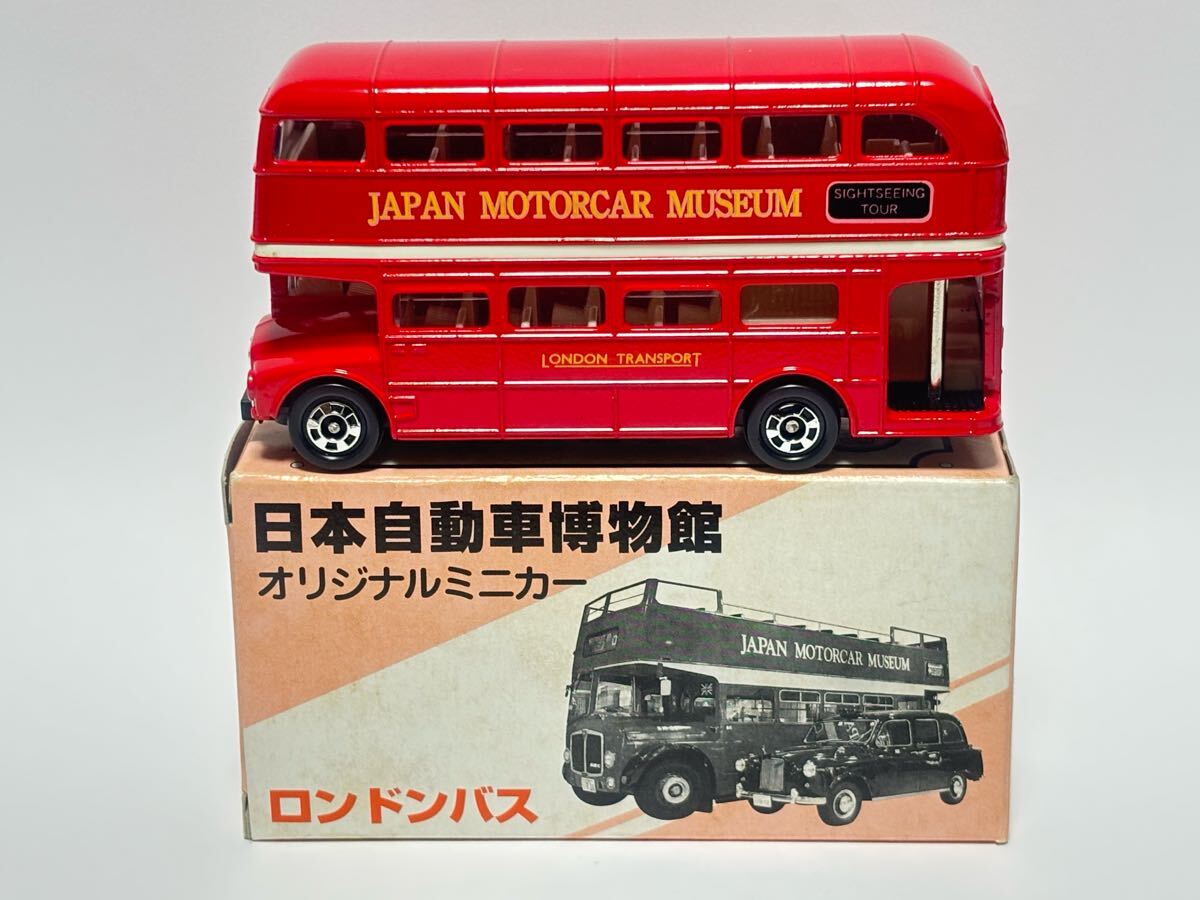 JAPAN MOTORCAR MUSEUM
SIGHTSEEING
TOUR
LONDON TRANSPORT
日本自動車博物館
オリジナルミニカー
JAPAN MOTORCAR MUSEUM
ロンドンバス